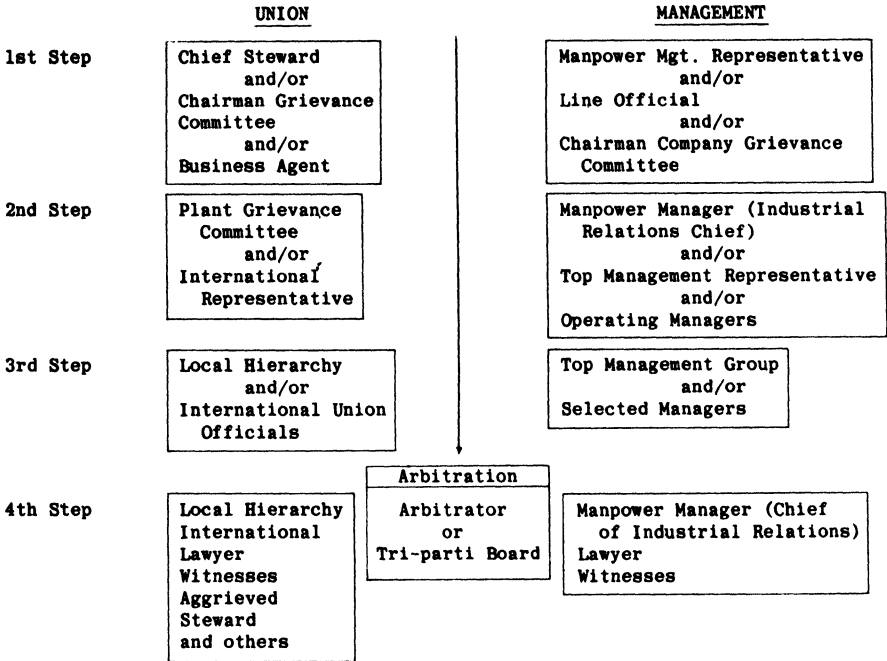 UNION
MANAGEMENT
1st Step
Chief Steward
and/or
Chairman Grievance
Committee
and/or
Business Agent
Manpower Mgt. Representative
and/or
Line Official
and/or
Chairman Company Grievance
Committee
2nd Step
Plant Grievance
Committee
and/or
International
Representative
Manpower Manager (Industrial
Relations Chief)
and/or
Top Management Representative
and/or
Operating Managers
3rd Step
Local Hierarchy
and/or
International Union
Officials
Top Management Group
and/or
Selected Managers
Arbitration
4th Step
Local Hierarchy
International
Lawyer
Witnesses
Aggrieved
Steward
and others
Arbitrator
or
Tri-parti Board
Manpower Manager (Chief
of Industrial Relations)
Lawyer
Witnesses